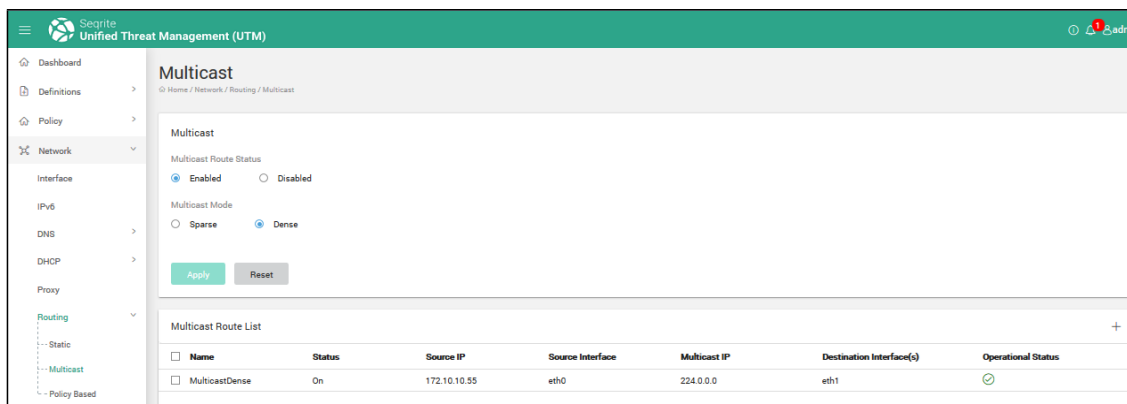 Seqrite
Unified Threat Management (UTM)
1
adr
Dashboard
Definitions
Policy
Network
Interface
IPv6
DNS
DHCP
Proxy
Routing
Static
Multicast
Policy Based
Multicast
Home / Network / Routing / Multicast
Multicast
Multicast Route Status
Enabled Disabled
Multicast Mode
Sparse Dense
Apply Reset
Multicast Route List +
Name Status Source IP Source Interface Multicast IP Destination Interface(s) Operational Status
MulticastDense On 172.10.10.55 eth0 224.0.0.0 eth1